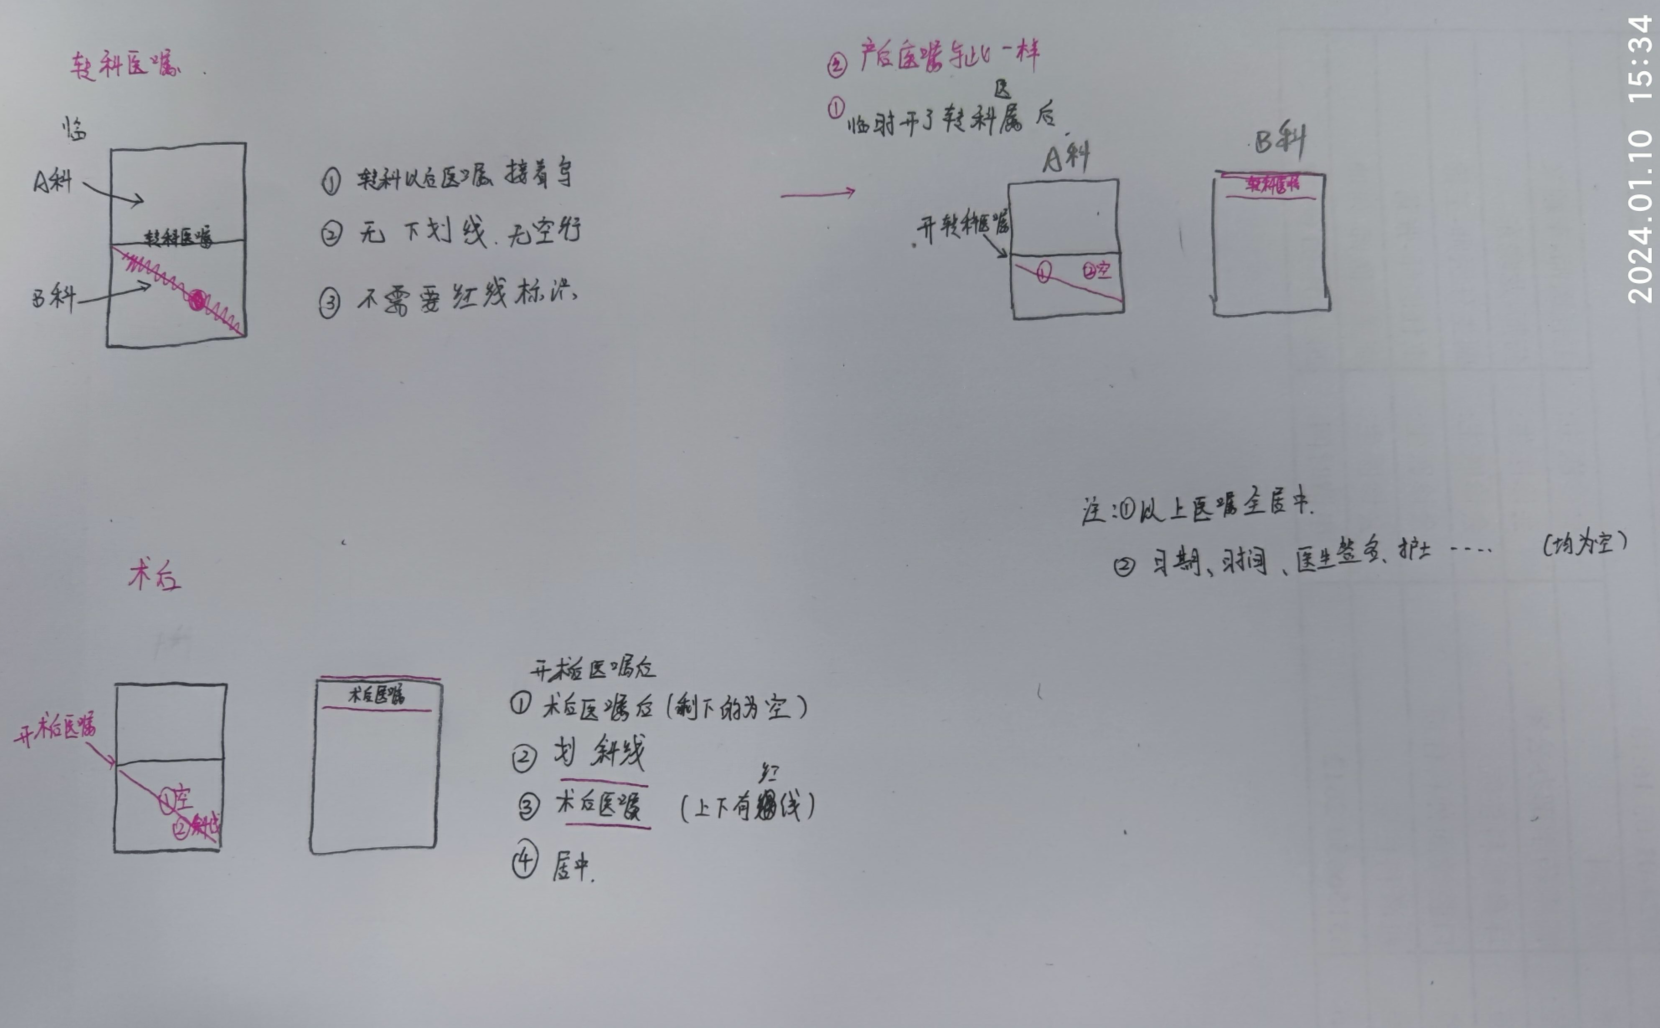 转科医嘱
临
A科
转科医嘱
B科
① 转科以后医嘱接着写
② 无下划线、无空行
③ 不需要红线标识
② 产后医嘱与此一样
医
① 临时开了转科嘱后
A科
B科
转科医嘱
开转科医嘱
① ②空
注:①以上医嘱全居中.
② 日期、时间、医生签名、护士 ···· (均为空)
术后
开术后医嘱
①空
②斜线
术后医嘱
开术后医嘱后
① 术后医嘱后(剩下的为空)
② 划斜线
红
③ 术后医嘱 (上下有线)
④ 居中.
2024.01.10 15:34